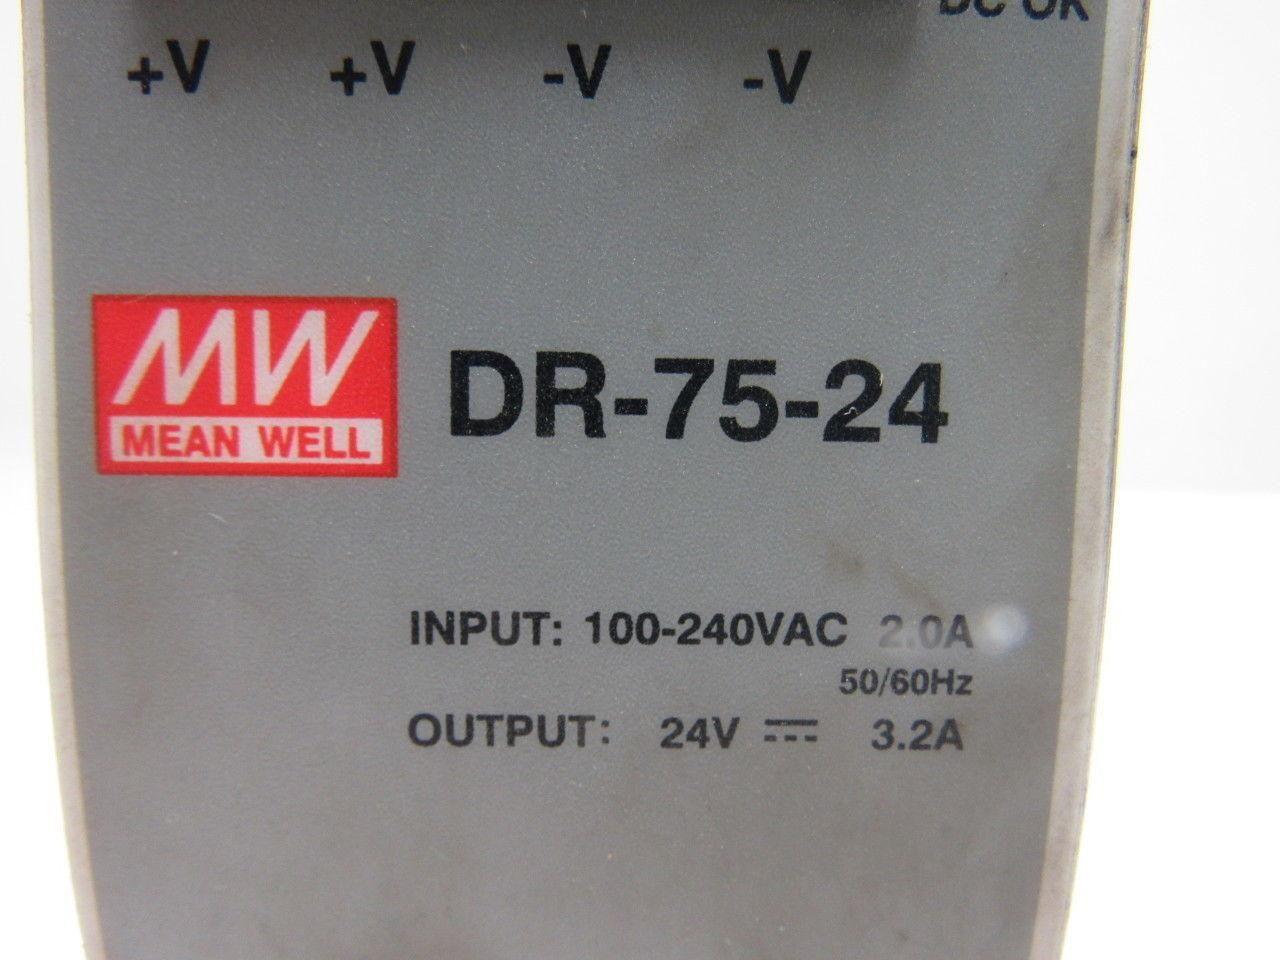 DC OK
+V +V -V -V
MW
MEAN WELL
DR-75-24
INPUT: 100-240VAC 2.0A
50/60Hz
OUTPUT: 24V ⎓ 3.2A